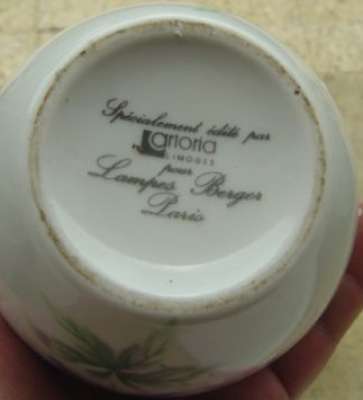 Spécialement édité par
artoria
LIMOGES
pour
Lampes Berger
Paris